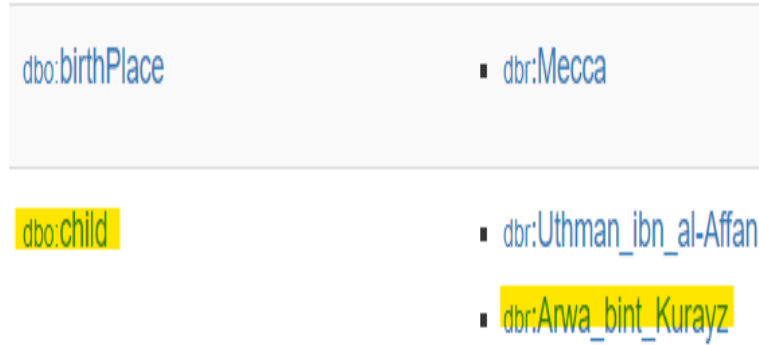 dbo:birthPlace ▪ dbr:Mecca
dbo:child ▪ dbr:Uthman_ibn_al-Affan
▪ dbr:Arwa_bint_Kurayz